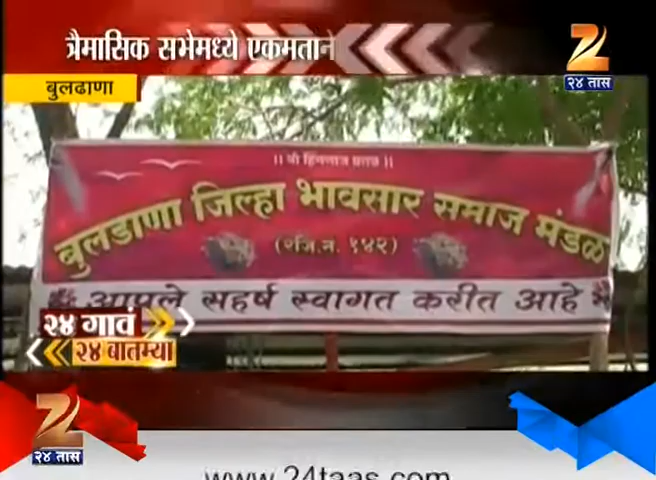 त्रैमासिक सभेमध्ये एकमताने
२४ तास
बुलढाणा
|| श्री हिंगलाज प्रसन्न ||
बुलडाणा जिल्हा भावसार समाज मंडळ
(रजि.न. १४२)
आपले सहर्ष स्वागत करीत आहे
२४ गावं
२४ बातम्या
२४ तास
www.24taas.com